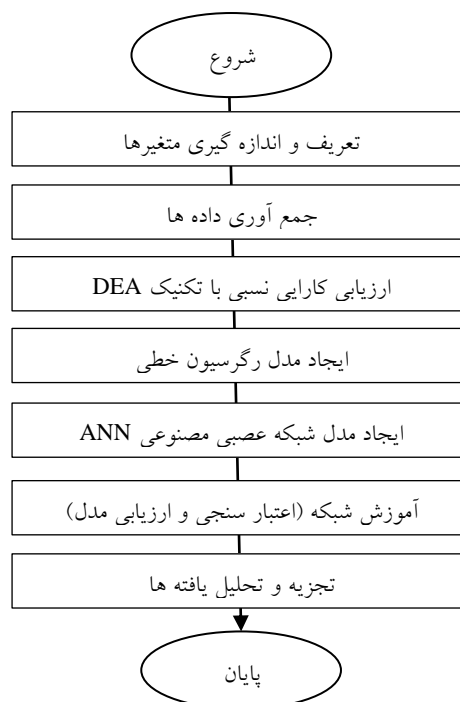 شروع
تعریف و اندازه گیری متغیرها
جمع آوری داده ها
ارزیابی کارایی نسبی با تکنیک DEA
ایجاد مدل رگرسیون خطی
ایجاد مدل شبکه عصبی مصنوعی ANN
آموزش شبکه (اعتبار سنجی و ارزیابی مدل)
تجزیه و تحلیل یافته ها
پایان